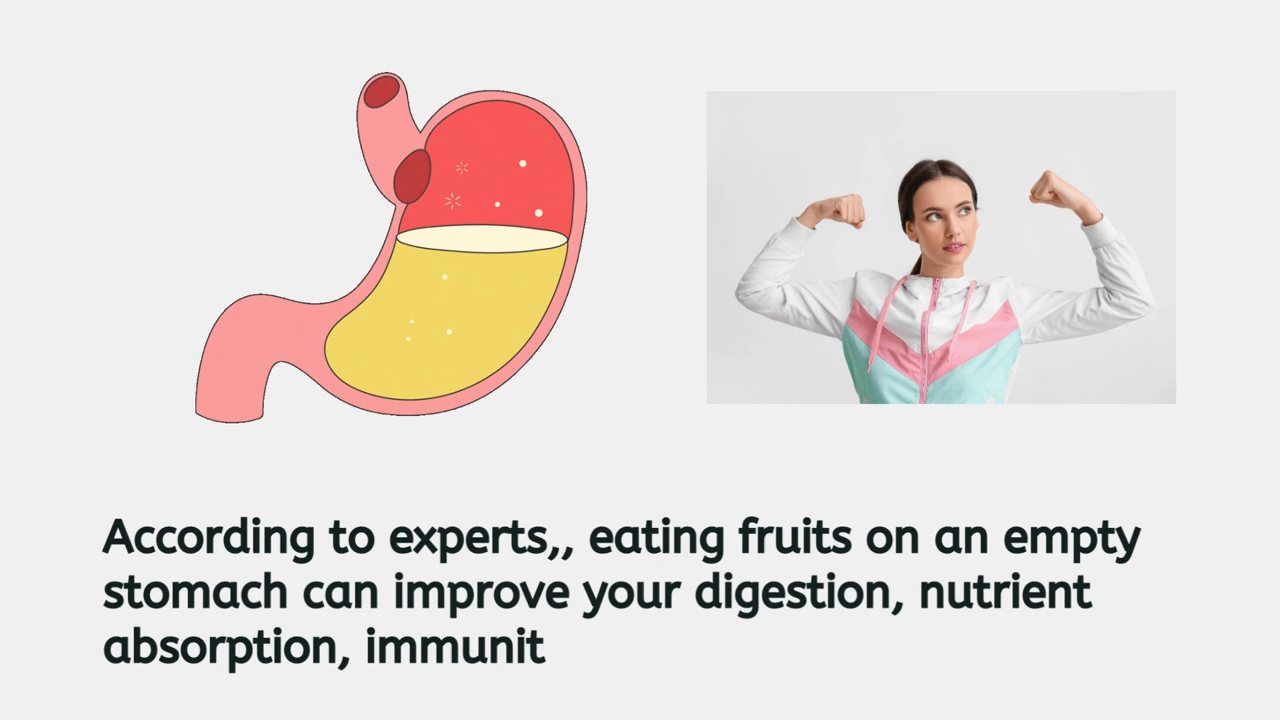 According to experts,, eating fruits on an empty
stomach can improve your digestion, nutrient
absorption, immunit